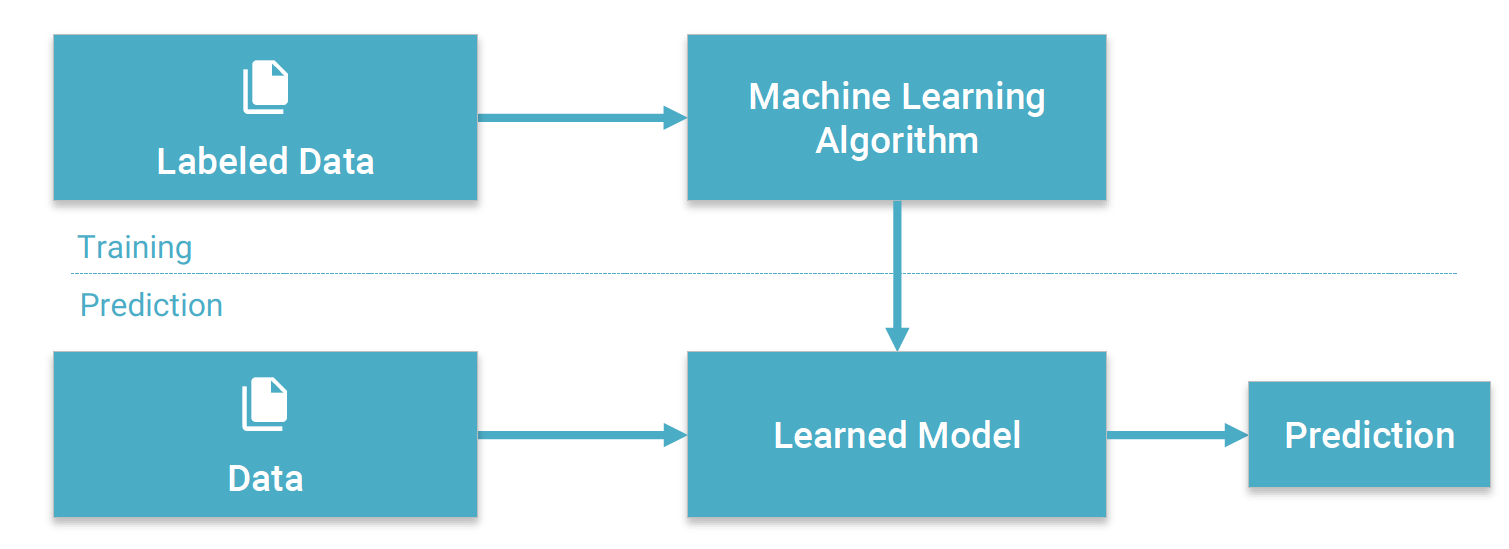 Labeled Data
Machine Learning
Algorithm
Training
Prediction
Data
Learned Model
Prediction